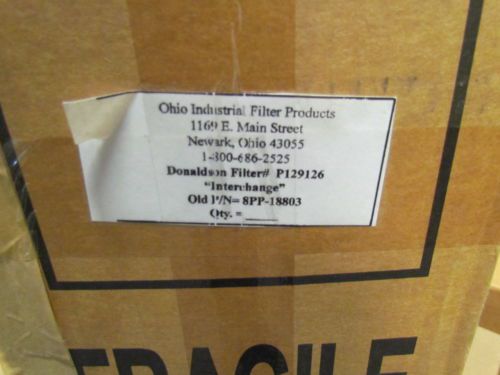 Ohio Industrial Filter Products
1169 E. Main Street
Newark, Ohio 43055
1-800-686-2525
Donaldson Filter# P129126
"Interchange"
Old P/N= 8PP-18803
Qty. =
FRAGILE